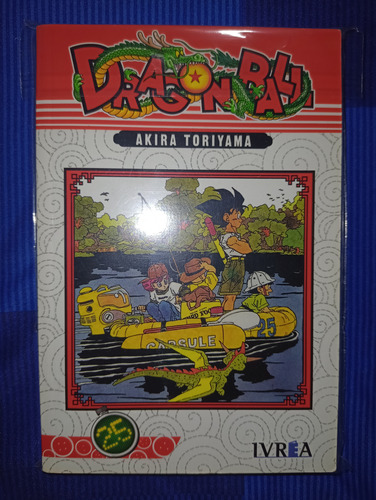 DRAGON BALL
AKIRA TORIYAMA
25
CAPSULE
25
IVREA